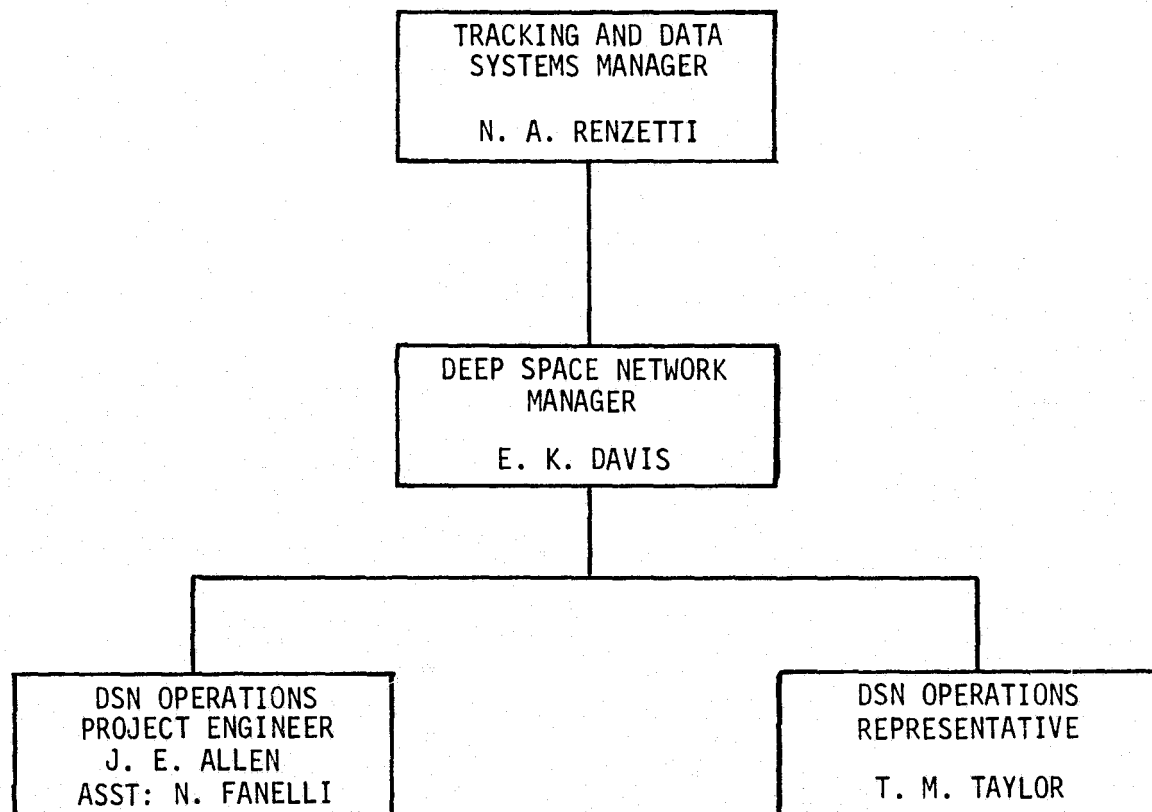 TRACKING AND DATA
SYSTEMS MANAGER
N. A. RENZETTI
DEEP SPACE NETWORK
MANAGER
E. K. DAVIS
DSN OPERATIONS
PROJECT ENGINEER
J. E. ALLEN
ASST: N. FANELLI
DSN OPERATIONS
REPRESENTATIVE
T. M. TAYLOR